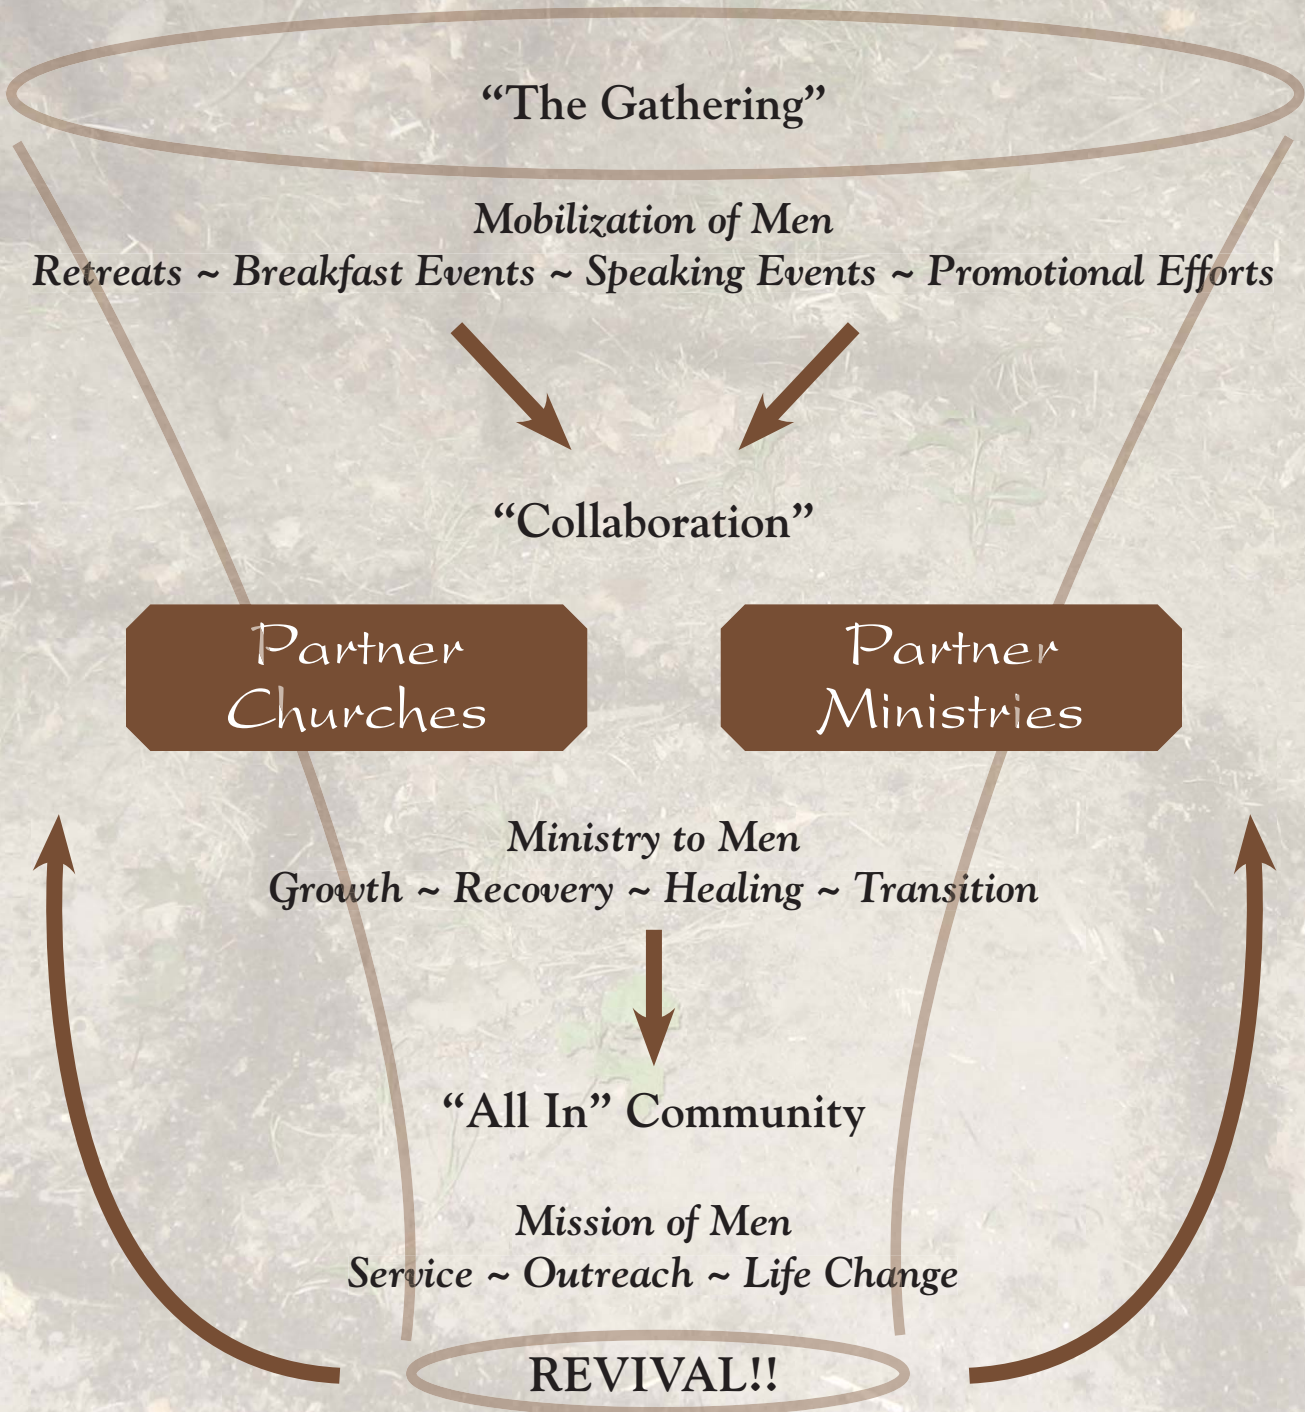 “The Gathering”
Mobilization of Men
Retreats ~ Breakfast Events ~ Speaking Events ~ Promotional Efforts
“Collaboration”
Partner
Churches
Partner
Ministries
Ministry to Men
Growth ~ Recovery ~ Healing ~ Transition
“All In” Community
Mission of Men
Service ~ Outreach ~ Life Change
REVIVAL!!